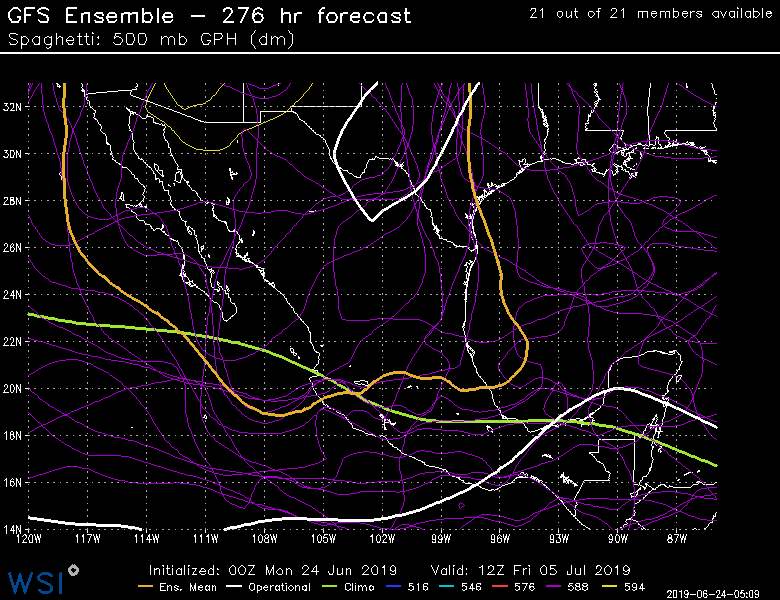 GFS Ensemble – 276 hr forecast
21 out of 21 members available
Spaghetti: 500 mb GPH (dm)
32N
30N
28N
26N
24N
22N
20N
18N
16N
14N
120W 117W 114W 111W 108W 105W 102W 99W 96W 93W 90W 87W
Initialized: 00Z Mon 24 Jun 2019 Valid: 12Z Fri 05 Jul 2019
Ens. Mean Operational Climo 516 546 576 588 594
WSI
2019-06-24-05:09